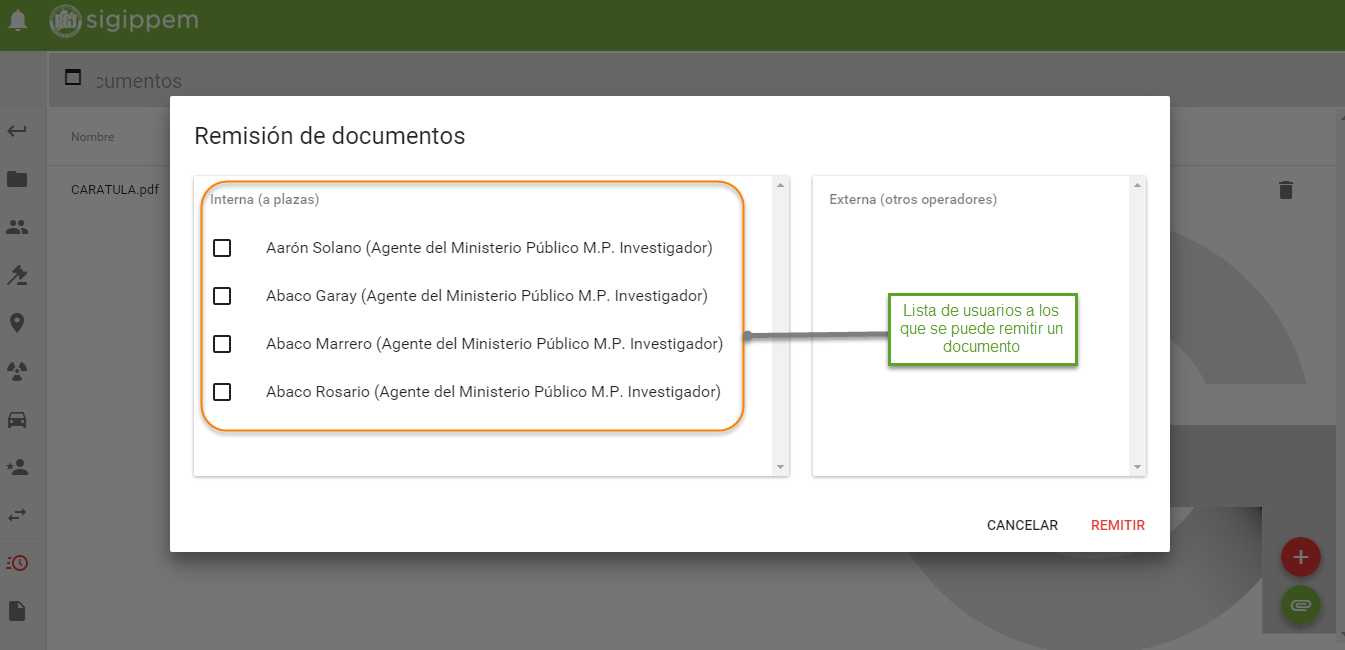 sigippem
cumentos
Nombre
CARATULA.pdf
Remisión de documentos
Interna (a plazas)
Aarón Solano (Agente del Ministerio Público M.P. Investigador)
Abaco Garay (Agente del Ministerio Público M.P. Investigador)
Abaco Marrero (Agente del Ministerio Público M.P. Investigador)
Abaco Rosario (Agente del Ministerio Público M.P. Investigador)
Externa (otros operadores)
Lista de usuarios a los
que se puede remitir un
documento
CANCELAR
REMITIR